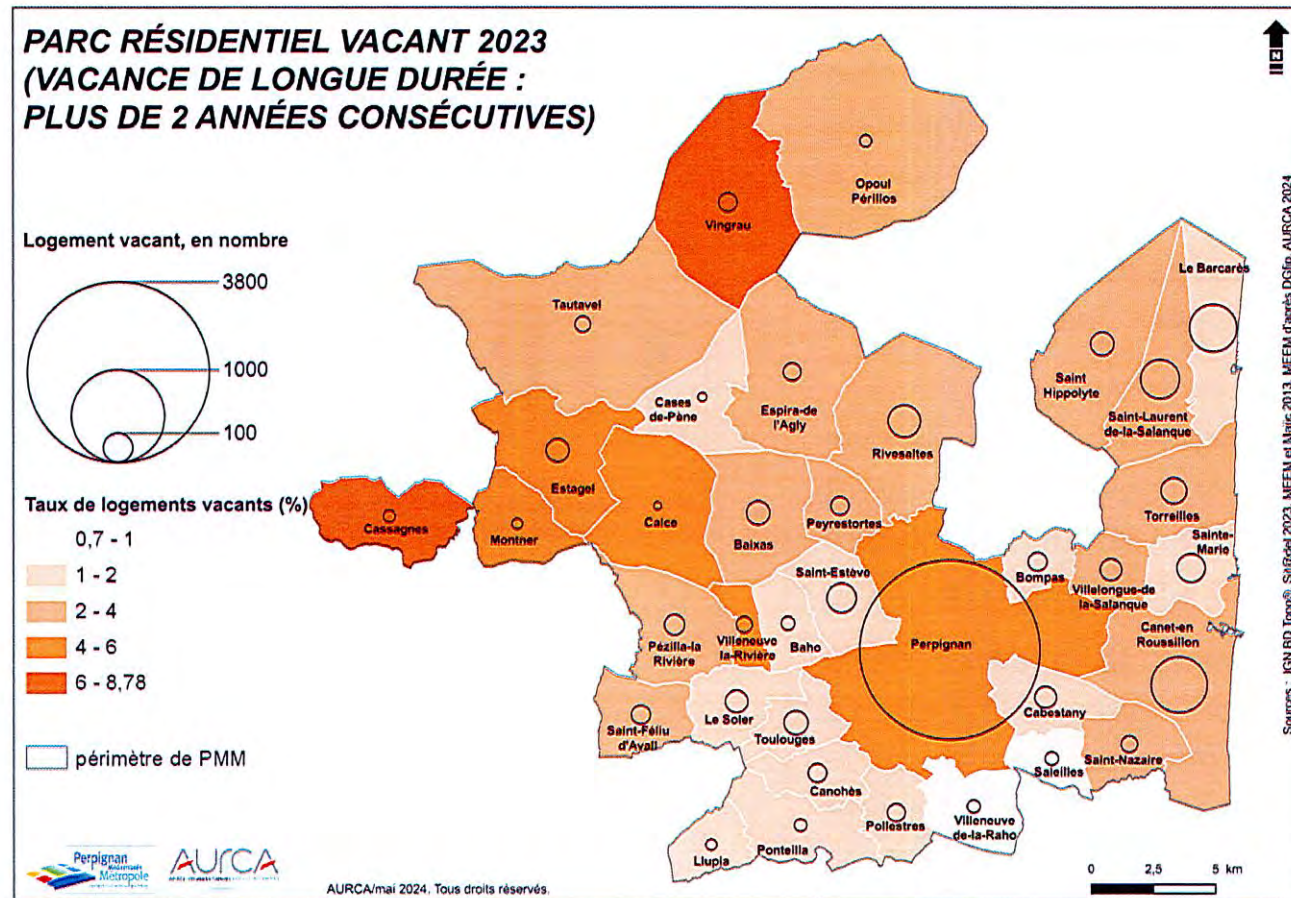 PARC RÉSIDENTIEL VACANT 2023
(VACANCE DE LONGUE DURÉE :
PLUS DE 2 ANNÉES CONSÉCUTIVES)
N
Logement vacant, en nombre
3800
1000
100
Taux de logements vacants (%)
0,7 - 1
1 - 2
2 - 4
4 - 6
6 - 8,78
périmètre de PMM
Opoul
Périllos
Vingrau
Le Barcarès
Tautavel
Saint
Hippolyte
Cases
de-Pène
Espira-de
l'Agly
Saint-Laurent
de-la-Salanque
Rivesaltes
Estagel
Cassagnes
Montner
Calce
Baixas
Peyrestortes
Torreilles
Sainte-
Marie
Saint-Estève
Bompas
Villelongue-de
la-Salanque
Canet-en
Roussillon
Pézilla-la
Rivière
Villeneuve
la-Rivière
Baho
Perpignan
Cabestany
Saint-Féliu
d'Avall
Le Soler
Toulouges
Saleilles
Saint-Nazaire
Canohès
Pollestres
Villeneuve
de-la-Raho
Llupia
Ponteilla
0 2,5 5 km
Perpignan
Méditerranée
Métropole
AURCA
AURCA/mai 2024. Tous droits réservés.